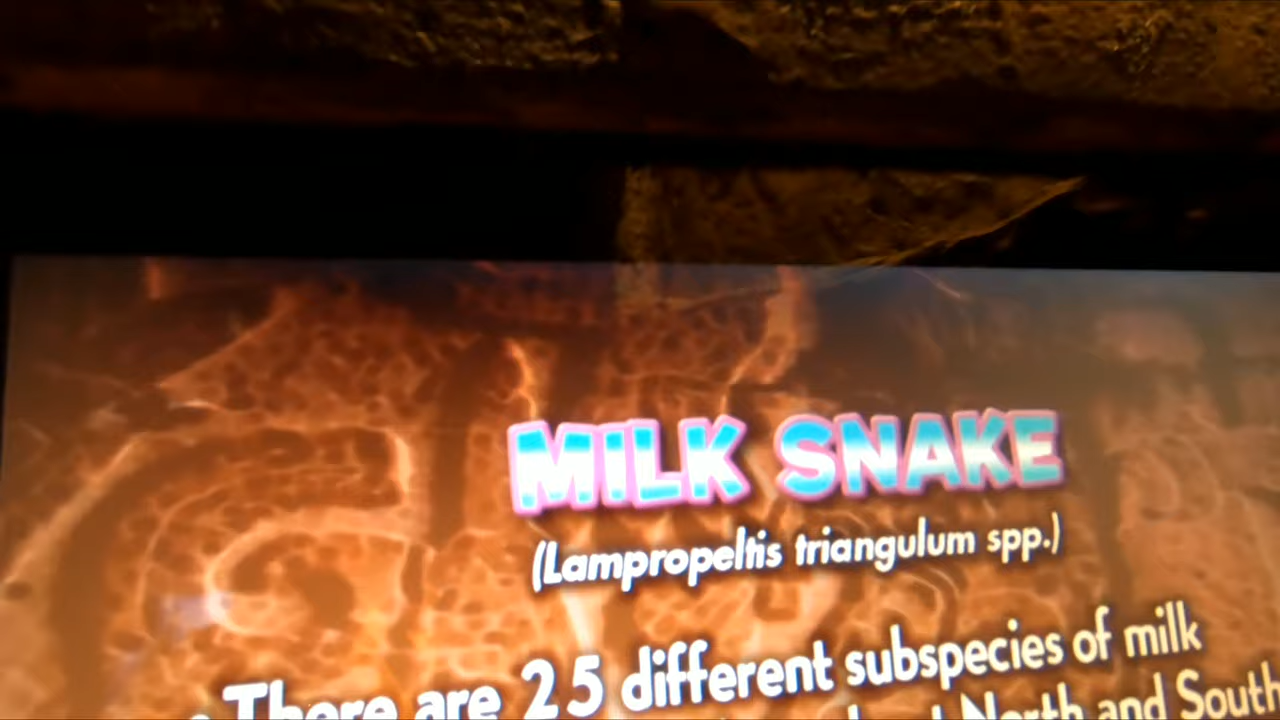 MILK SNAKE
(Lampropeltis triangulum spp.)
• There are 25 different subspecies of milk
North and South